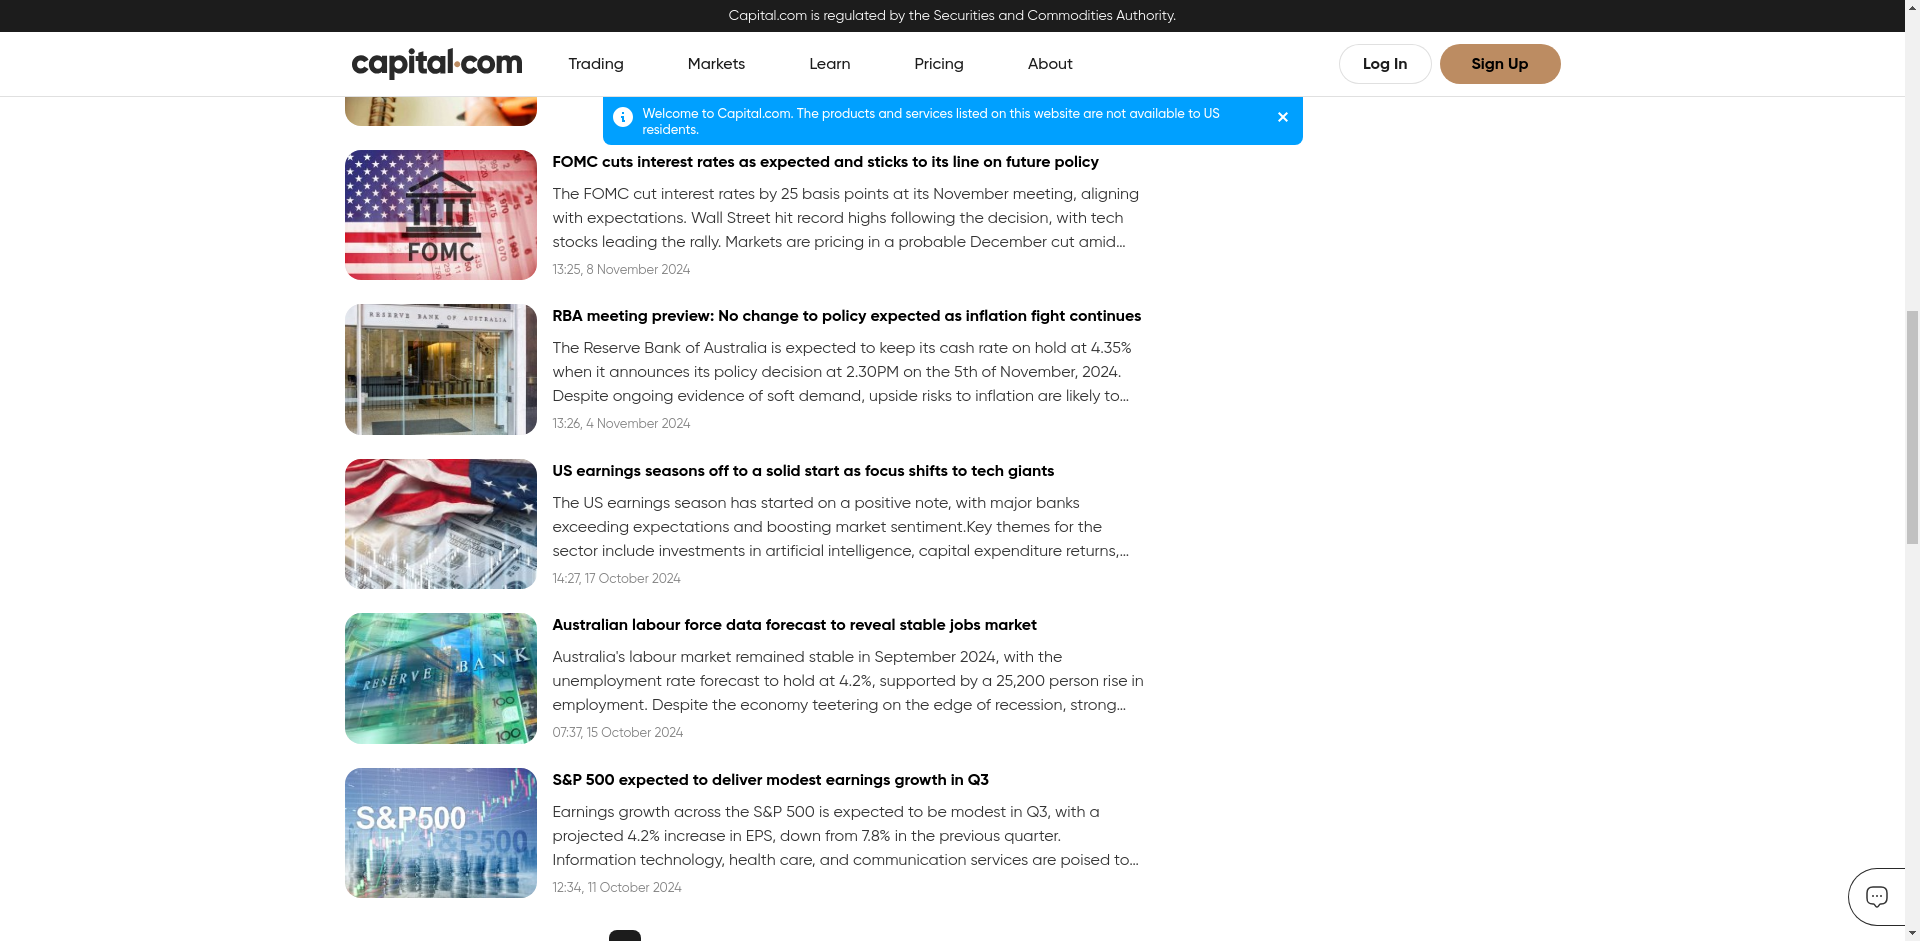 Capital.com is regulated by the Securities and Commodities Authority.
capital.com
Trading
Markets
Learn
Pricing
About
Log In
Sign Up
Welcome to Capital.com. The products and services listed on this website are not available to US
residents.
FOMC
FOMC cuts interest rates as expected and sticks to its line on future policy
The FOMC cut interest rates by 25 basis points at its November meeting, aligning
with expectations. Wall Street hit record highs following the decision, with tech
stocks leading the rally. Markets are pricing in a probable December cut amid...
13:25, 8 November 2024
RESERVE BANK OF AUSTRALIA
RBA meeting preview: No change to policy expected as inflation fight continues
The Reserve Bank of Australia is expected to keep its cash rate on hold at 4.35%
when it announces its policy decision at 2.30PM on the 5th of November, 2024.
Despite ongoing evidence of soft demand, upside risks to inflation are likely to...
13:26, 4 November 2024
US earnings seasons off to a solid start as focus shifts to tech giants
The US earnings season has started on a positive note, with major banks
exceeding expectations and boosting market sentiment.Key themes for the
sector include investments in artificial intelligence, capital expenditure returns,...
14:27, 17 October 2024
RESERVE BANK
100
100
Australian labour force data forecast to reveal stable jobs market
Australia's labour market remained stable in September 2024, with the
unemployment rate forecast to hold at 4.2%, supported by a 25,200 person rise in
employment. Despite the economy teetering on the edge of recession, strong...
07:37, 15 October 2024
S&P500
S&P500
S&P 500 expected to deliver modest earnings growth in Q3
Earnings growth across the S&P 500 is expected to be modest in Q3, with a
projected 4.2% increase in EPS, down from 7.8% in the previous quarter.
Information technology, health care, and communication services are poised to...
12:34, 11 October 2024